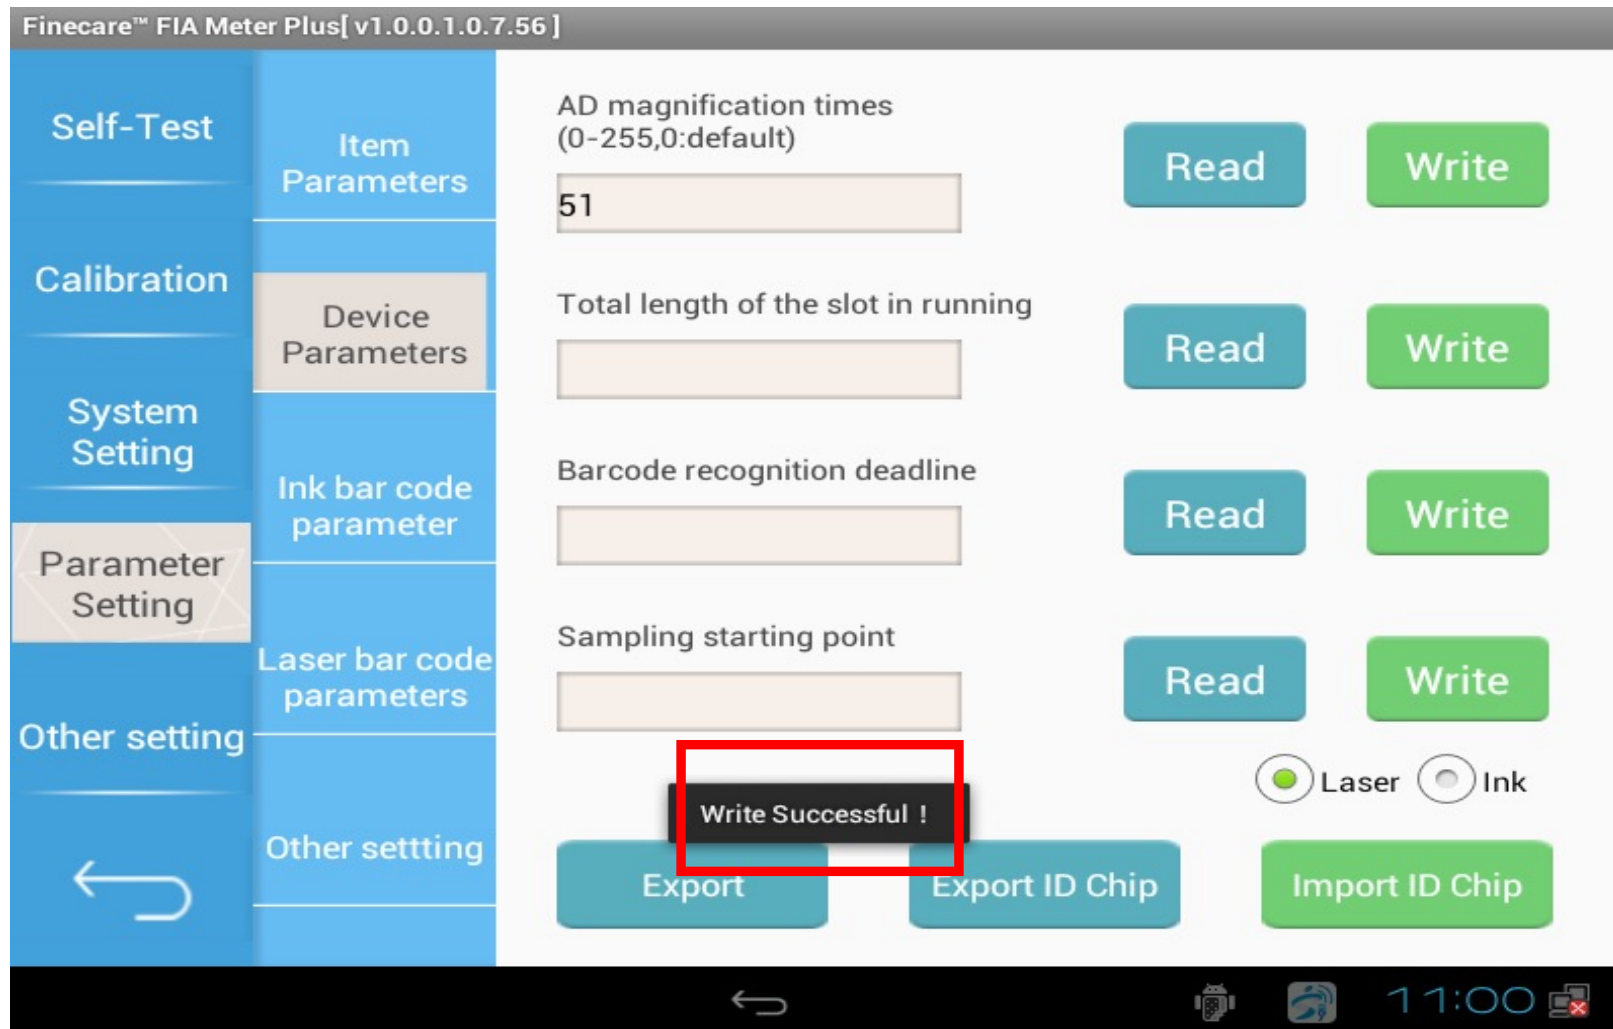 Finecare™ FIA Meter Plus[ v1.0.0.1.0.7.56 ]
Self-Test
Calibration
System
Setting
Parameter
Setting
Other setting
Item
Parameters
Device
Parameters
Ink bar code
parameter
Laser bar code
parameters
Other settting
AD magnification times
(0-255,0:default)
51
Read
Write
Total length of the slot in running
Read
Write
Barcode recognition deadline
Read
Write
Sampling starting point
Read
Write
Laser
Ink
Write Successful !
Export
Export ID Chip
Import ID Chip
11:00